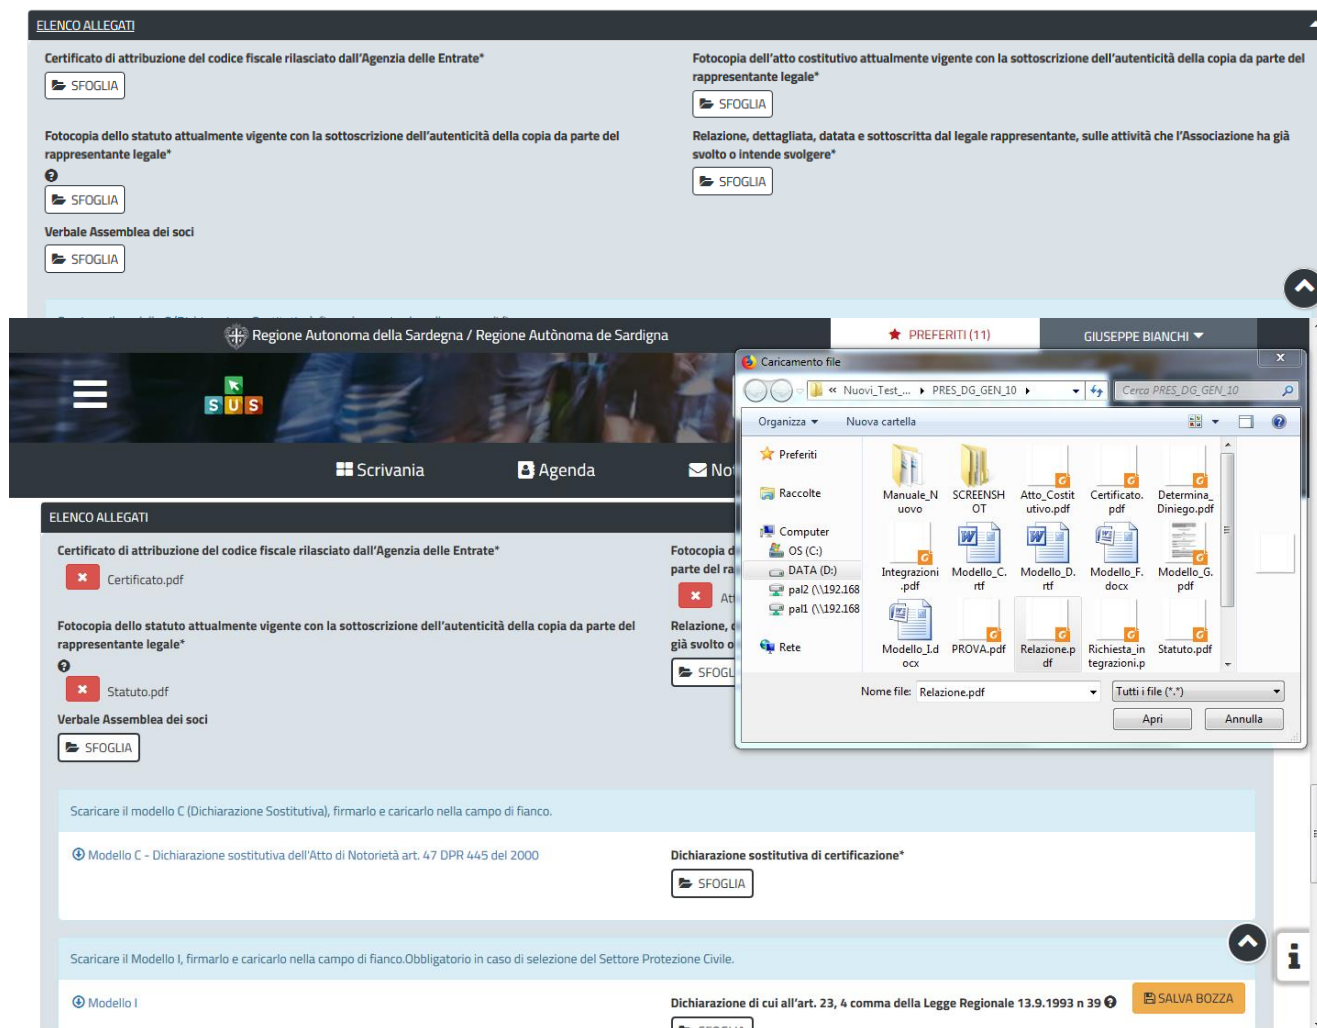 ELENCO ALLEGATI
Certificato di attribuzione del codice fiscale rilasciato dall'Agenzia delle Entrate*
SFOGLIA
Fotocopia dell'atto costitutivo attualmente vigente con la sottoscrizione dell'autenticità della copia da parte del
rappresentante legale*
SFOGLIA
Fotocopia dello statuto attualmente vigente con la sottoscrizione dell'autenticità della copia da parte del
rappresentante legale*
SFOGLIA
Relazione, dettagliata, datata e sottoscritta dal legale rappresentante, sulle attività che l'Associazione ha già
svolto o intende svolgere*
SFOGLIA
Verbale Assemblea dei soci
SFOGLIA
Regione Autonoma della Sardegna / Regione Autònoma de Sardigna
PREFERITI (11)
GIUSEPPE BIANCHI
SUS
Scrivania
Agenda
Caricamento file
« Nuovi_Test_... PRES_DG_GEN_10
Cerca PRES_DG_GEN_10
Organizza
Nuova cartella
Preferiti
Raccolte
Computer
OS (C:)
DATA (D:)
pal2 (\\192.168
pal1 (\\192.168
Rete
Manuale_N
uovo
SCREENSH
OT
Atto_Costit
utivo.pdf
Certificato.
pdf
Determina_
Diniego.pdf
Integrazioni
.pdf
Modello_C.
rtf
Modello_D.
rtf
Modello_F.
docx
Modello_G.
pdf
Modello_I.d
ocx
PROVA.pdf
Relazione.p
df
Richiesta_in
tegrazioni.p
Statuto.pdf
Nome file: Relazione.pdf
Tutti i file (*.*)
Apri
Annulla
ELENCO ALLEGATI
Certificato di attribuzione del codice fiscale rilasciato dall'Agenzia delle Entrate*
Certificato.pdf
Fotocopia d
parte del ra
Att
Fotocopia dello statuto attualmente vigente con la sottoscrizione dell'autenticità della copia da parte del
rappresentante legale*
Statuto.pdf
Relazione, d
già svolto o
SFOGL
Verbale Assemblea dei soci
SFOGLIA
Scaricare il modello C (Dichiarazione Sostitutiva), firmarlo e caricarlo nella campo di fianco.
Modello C - Dichiarazione sostitutiva dell'Atto di Notorietà art. 47 DPR 445 del 2000
Dichiarazione sostitutiva di certificazione*
SFOGLIA
Scaricare il Modello I, firmarlo e caricarlo nella campo di fianco.Obbligatorio in caso di selezione del Settore Protezione Civile.
Modello I
Dichiarazione di cui all'art. 23, 4 comma della Legge Regionale 13.9.1993 n 39
SALVA BOZZA